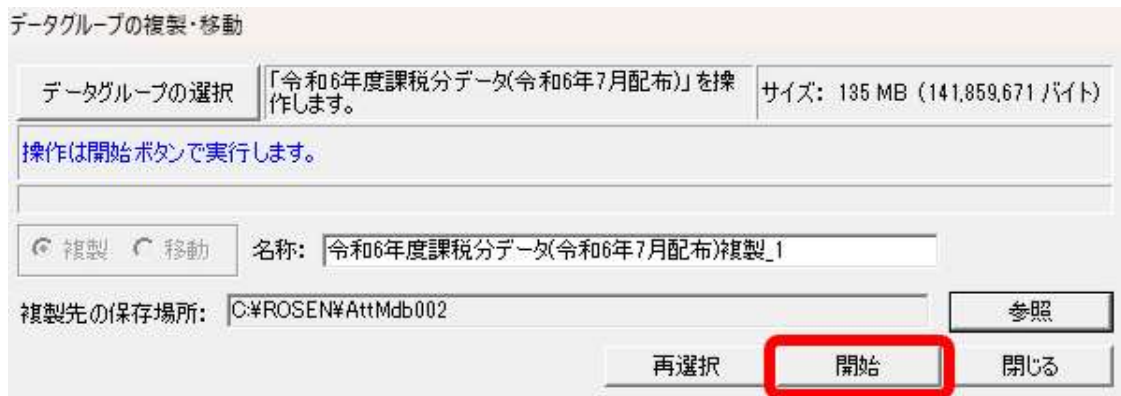 データグループの複製・移動
データグループの選択
「令和6年度課税分データ(令和6年7月配布)」を操
作します。
サイズ: 135 MB (141,859,671 バイト)
操作は開始ボタンで実行します。
複製 移動
名称: 令和6年度課税分データ(令和6年7月配布)複製_1
複製先の保存場所: C:¥ROSEN¥AttMdb002
参照
再選択 開始 閉じる